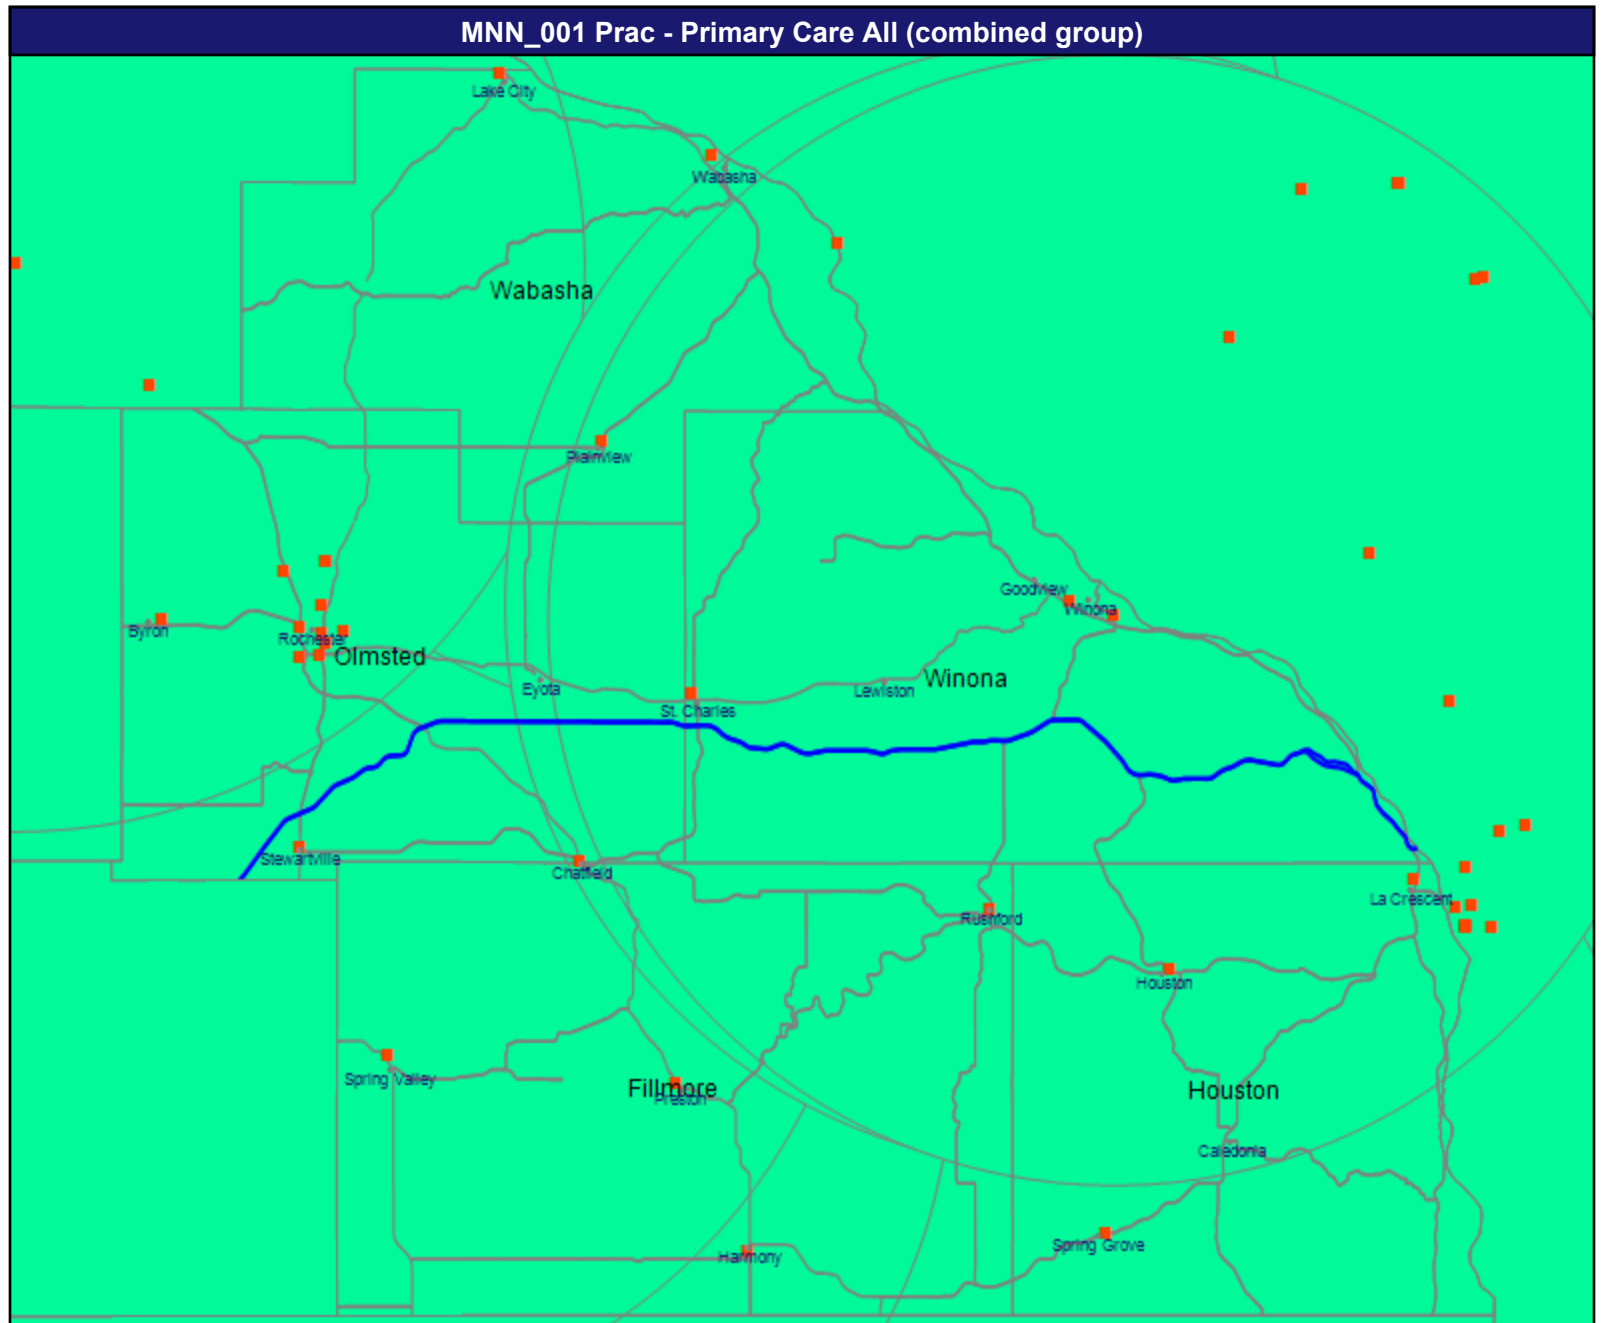 MNN_001 Prac - Primary Care All (combined group)
Lake City
Wabasha
Wabasha
Plainview
Goodview
Winona
Byron
Rochester
Olmsted
Eyota
Lewiston
Winona
St. Charles
Stewartville
Chatfield
La Crescent
Rushford
Houston
Spring Valley
Fillmore
Preston
Houston
Caledonia
Harmony
Spring Grove